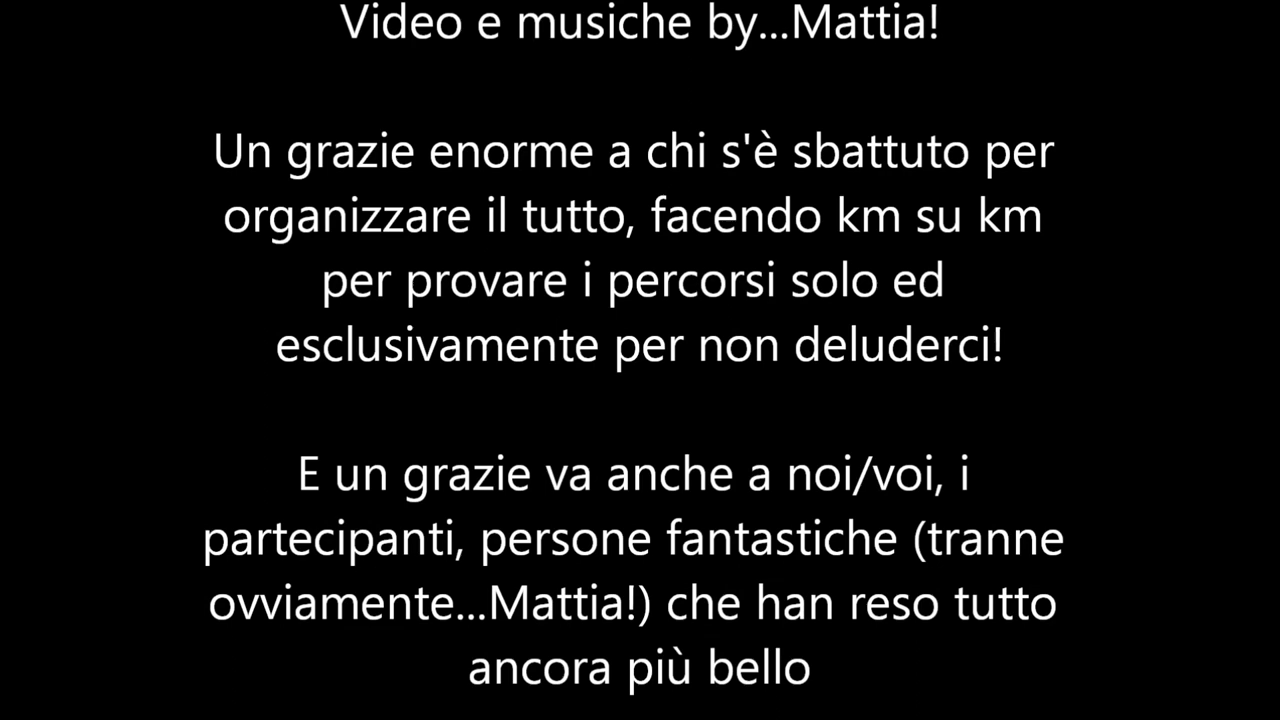 Video e musiche by...Mattia!
Un grazie enorme a chi s'è sbattuto per
organizzare il tutto, facendo km su km
per provare i percorsi solo ed
esclusivamente per non deluderci!
E un grazie va anche a noi/voi, i
partecipanti, persone fantastiche (tranne
ovviamente...Mattia!) che han reso tutto
ancora più bello